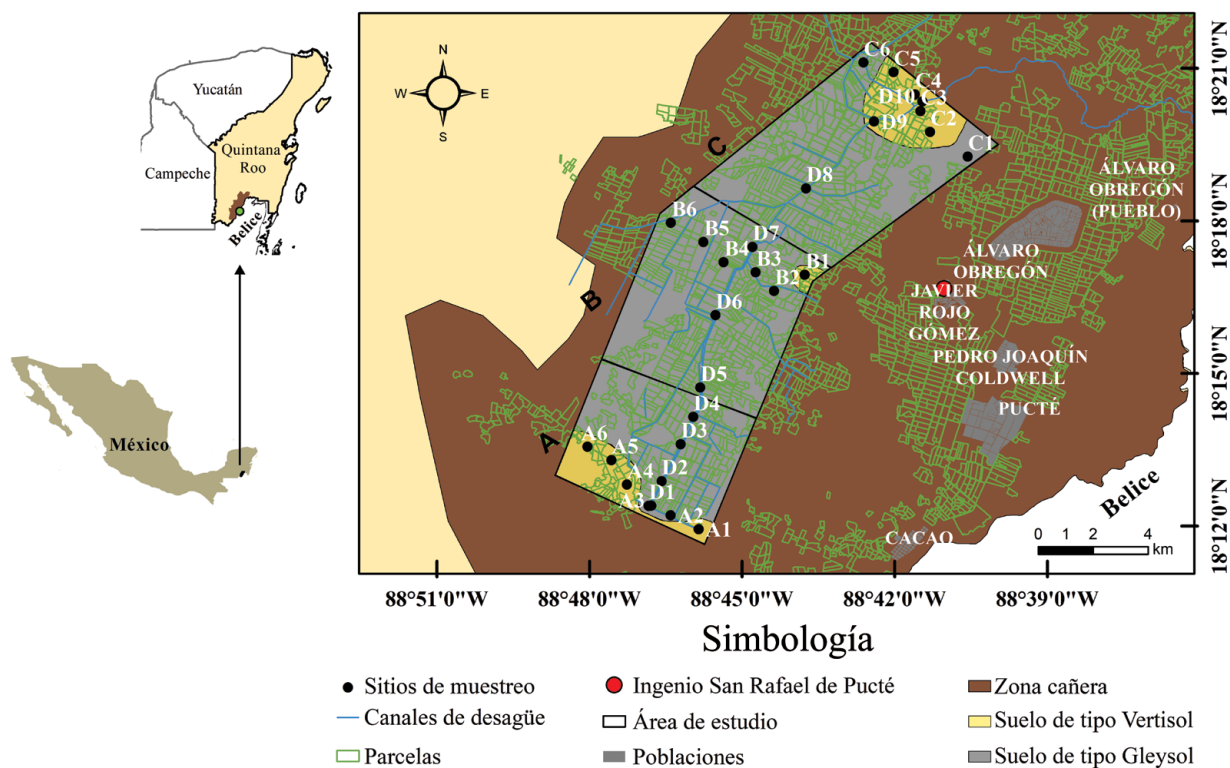 Yucatán
Campeche
Quintana
Roo
Belice
México
N
W
E
S
C6
C5
C4
D10
C3
D9
C2
C1
C
D8
ÁLVARO
OBREGÓN
(PUEBLO)
B6
B5
D7
B4
B3
B1
B2
ÁLVARO
OBREGÓN
JAVIER
ROJO
GÓMEZ
B
D6
PEDRO JOAQUÍN
COLDWELL
D5
PUCTÉ
D4
A
A6
D3
A5
A4
D2
A3
D1
A2
A1
Belice
CACAO
0 1 2 4
km
18°21'0"N
18°18'0"N
18°15'0"N
18°12'0"N
88°51'0"W
88°48'0"W
88°45'0"W
88°42'0"W
88°39'0"W
Simbología
Sitios de muestreo
Ingenio San Rafael de Pucté
Zona cañera
Canales de desagüe
Área de estudio
Suelo de tipo Vertisol
Parcelas
Poblaciones
Suelo de tipo Gleysol